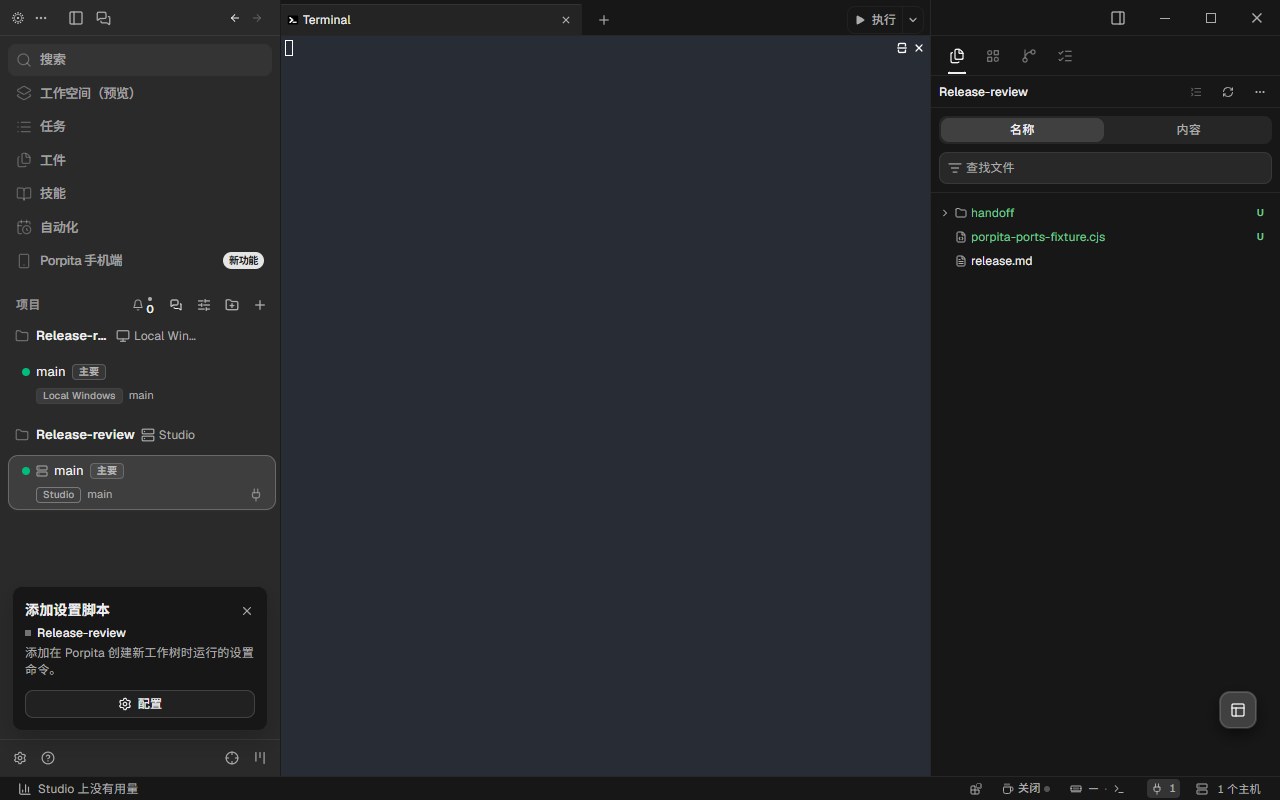 Terminal
执行
搜索
工作空间（预览）
任务
工件
技能
自动化
Porpita 手机端
新功能
项目
0
Release-r...
Local Win...
main
主要
Local Windows
main
Release-review
Studio
main
主要
Studio
main
添加设置脚本
Release-review
添加在 Porpita 创建新工作树时运行的设置
命令。
配置
Release-review
名称
内容
查找文件
handoff
U
porpita-ports-fixture.cjs
U
release.md
Studio 上没有用量
关闭
1
1 个主机